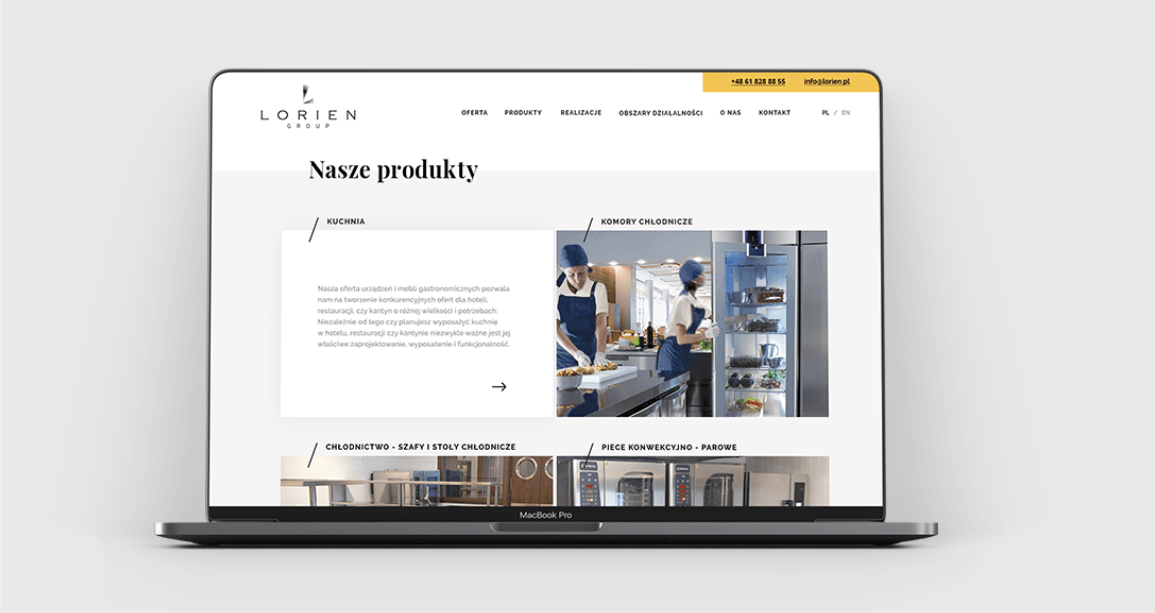 +48 61 828 88 55 info@lorien.pl
LORIEN
GROUP
OFERTA PRODUKTY REALIZACJE OBSZARY DZIAŁALNOŚCI O NAS KONTAKT PL / EN
Nasze produkty
KUCHNIA
Nasza oferta urządzeń i mebli gastronomicznych pozwala
nam na tworzenie konkurencyjnych ofert dla hoteli,
restauracji, czy kantyn o różnej wielkości i potrzebach.
Niezależnie od tego czy planujesz wyposażyć kuchnię
w hotelu, restauracji czy kantynie niezwykle ważne jest jej
właściwe zaprojektowanie, wyposażenie i funkcjonalność.
KOMORY CHŁODNICZE
CHŁODNICTWO - SZAFY I STOŁY CHŁODNICZE
PIECE KONWEKCYJNO - PAROWE
MacBook Pro